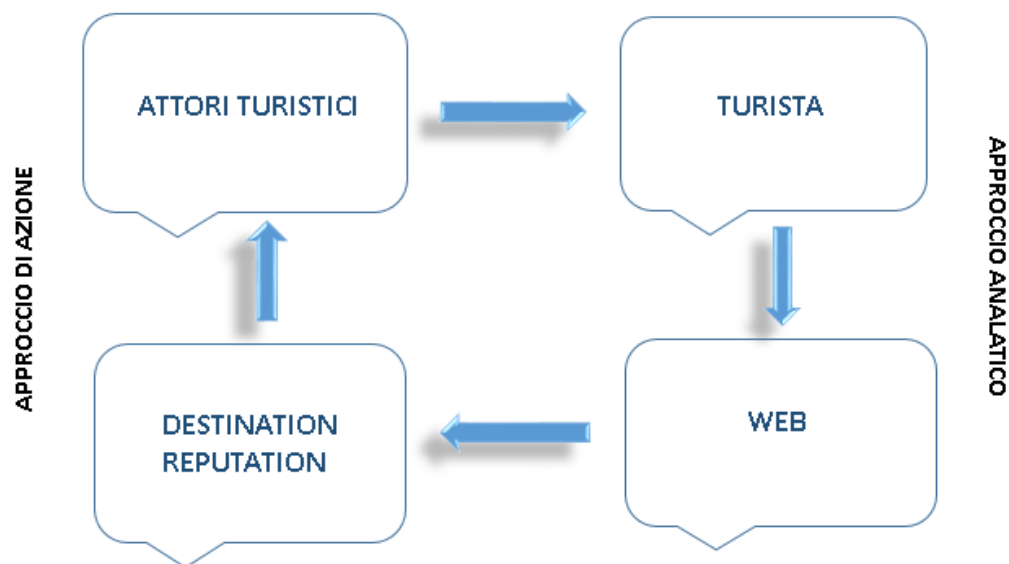 ATTORI TURISTICI
TURISTA
APPROCCIO DI AZIONE
APPROCCIO ANALATICO
DESTINATION
REPUTATION
WEB